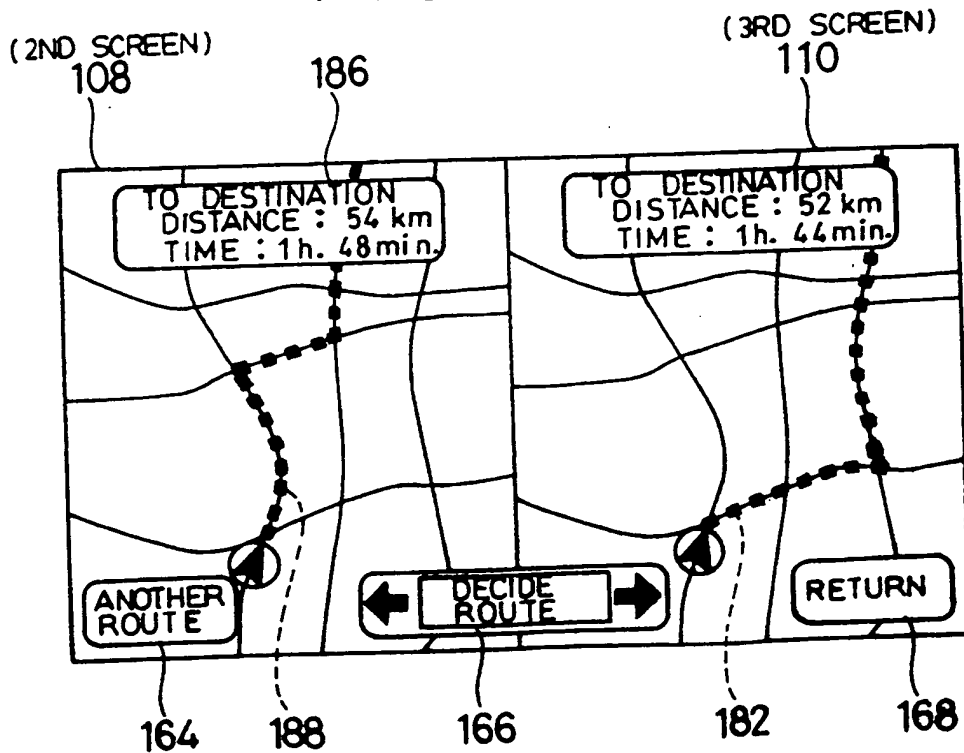 (2ND SCREEN)
108
186
(3RD SCREEN)
110
TO DESTINATION
DISTANCE : 54 km
TIME : 1h. 48min.
TO DESTINATION
DISTANCE : 52 km
TIME : 1h. 44min.
ANOTHER
ROUTE
DECIDE
ROUTE
RETURN
164
188
166
182
168